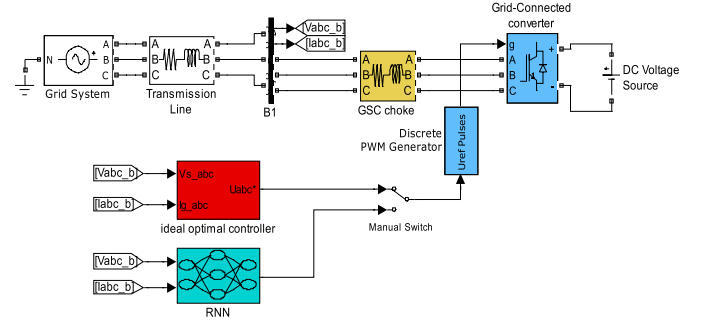 Grid-Connected
converter
[Vabc_b]
[Iabc_b]
A A A
N B B B
C C C
Grid System
Transmission
Line
B1
A A
B B
C C
GSC choke
g
A
B
C
+
-
DC Voltage
Source
Discrete
PWM Generator
Uref Pulses
[Vabc_b]
Vs_abc
Uabc*
[Iabc_b]
Ig_abc
ideal optimal controller
Manual Switch
[Vabc_b]
[Iabc_b]
RNN